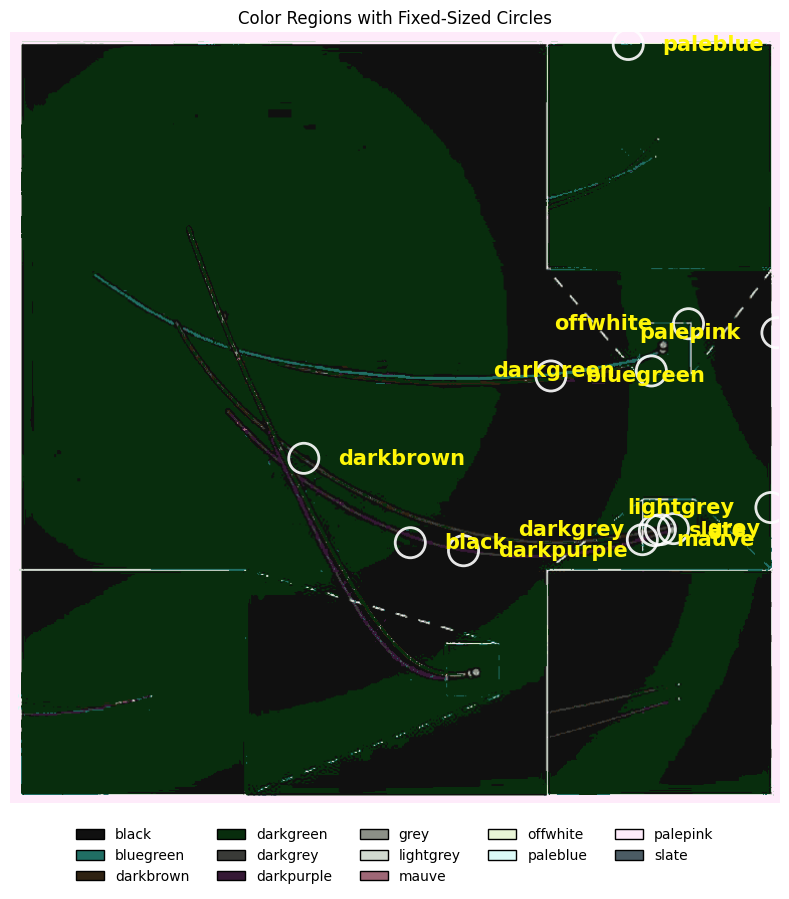 Color Regions with Fixed-Sized Circles
paleblue
offwhite
palepink
darkgreen
bluegreen
darkbrown
lightgrey
darkgrey
slate
grey
black
mauve
darkpurple
black
darkgreen
grey
offwhite
palepink
bluegreen
darkgrey
lightgrey
paleblue
slate
darkbrown
darkpurple
mauve